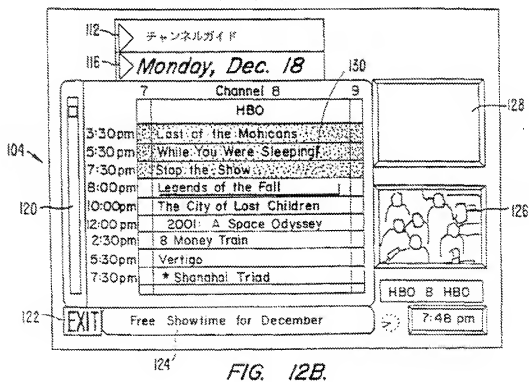 112
チャンネルガイド
116
Monday, Dec. 18
130
7 Channel 8 9
HBO
128
3:30pm Last of the Mohicans
5:30pm While You Were Sleeping
104
7:30pm Stop the Show
8:00pm Legends of the Fall
120
10:00pm The City of Lost Children
126
12:00 pm 2001: A Space Odyssey
2:30pm 8 Money Train
5:30pm Vertigo
7:30pm * Shanghai Triad
HBO 8 HBO
122
EXIT
Free Showtime for December
7:48 pm
124'
FIG. 12B.